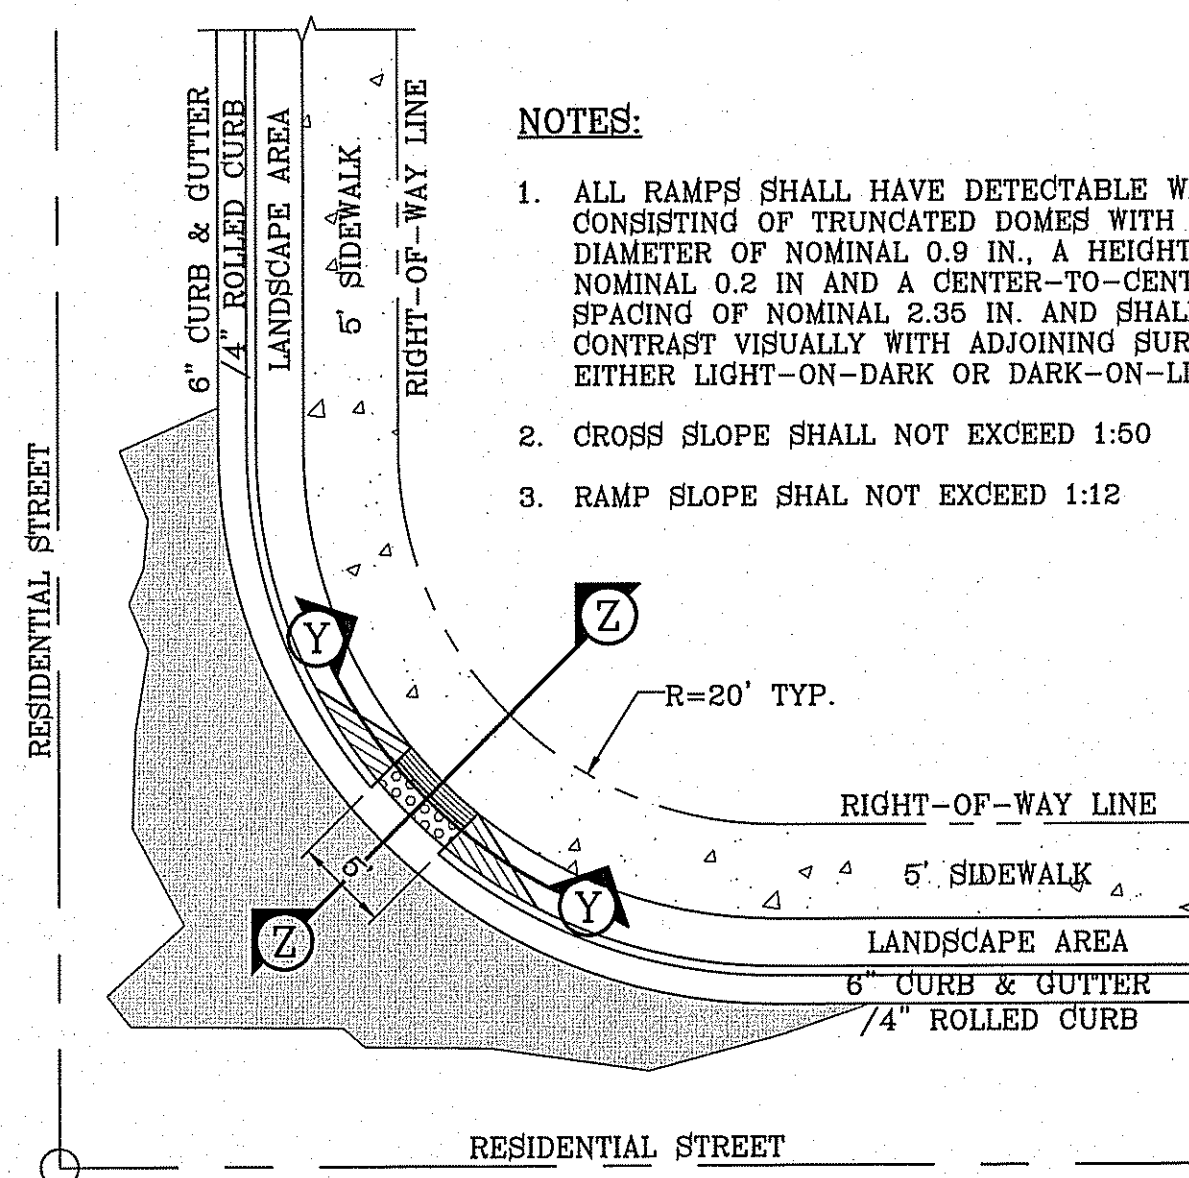 NOTES:
1. ALL RAMPS SHALL HAVE DETECTABLE
CONSISTING OF TRUNCATED DOMES WITH
DIAMETER OF NOMINAL 0.9 IN., A HEIGHT
NOMINAL 0.2 IN AND A CENTER-TO-CENT
SPACING OF NOMINAL 2.35 IN. AND SHAL
CONTRAST VISUALLY WITH ADJOINING SUR
EITHER LIGHT-ON-DARK OR DARK-ON-LI
2. CROSS SLOPE SHALL NOT EXCEED 1:50
3. RAMP SLOPE SHAL NOT EXCEED 1:12
6" CURB & GUTTER
/4" ROLLED CURB
LANDSCAPE AREA
5' SIDEWALK
RIGHT-OF-WAY LINE
RESIDENTIAL STREET
Y
Z
R=20' TYP.
5'
Z
Y
RIGHT-OF-WAY LINE
5' SIDEWALK
LANDSCAPE AREA
6" CURB & GUTTER
/4" ROLLED CURB
RESIDENTIAL STREET